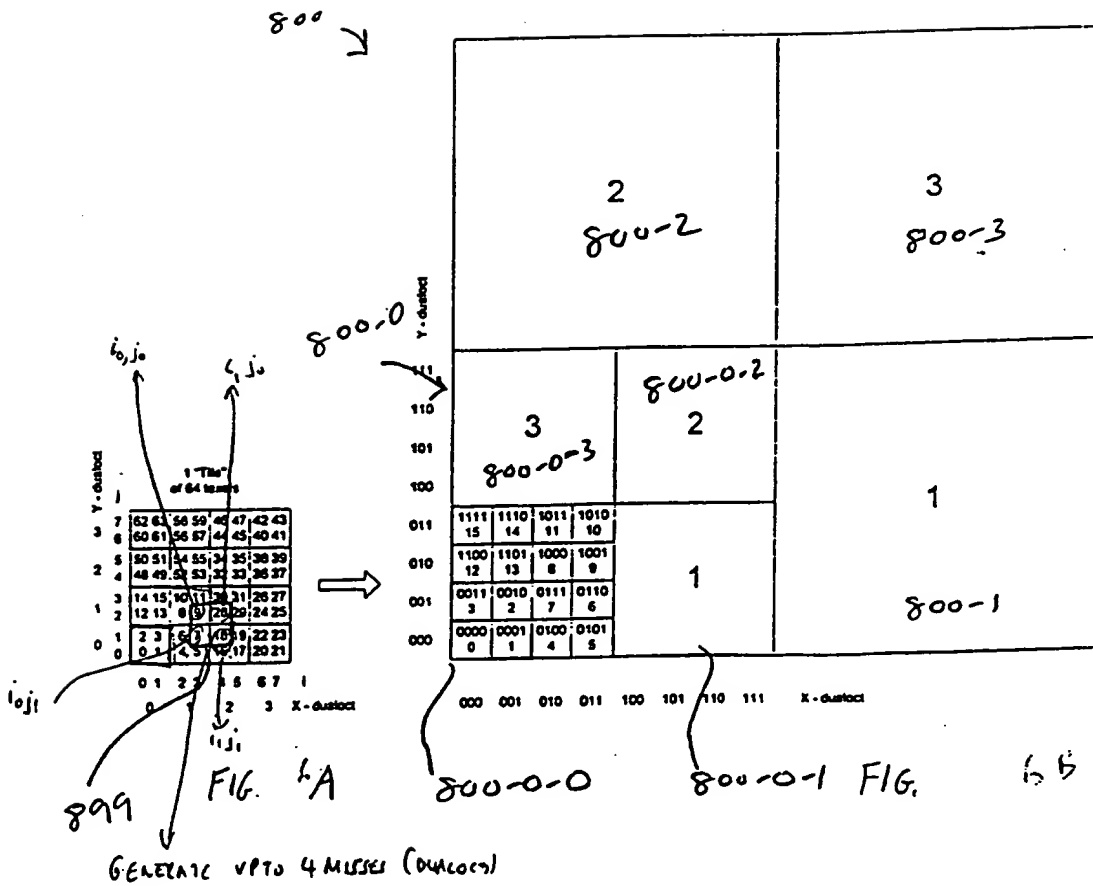 800
2
800-2
3
800-3
800-0
Y - dualoct
111
110
101
100
3
800-0-3
800-0-2
2
1
800-1
011
010
001
000
1111 1110 1011 1010
15 14 11 10
1100 1101 1000 1001
12 13 8 9
0011 0010 0111 0110
3 2 7 6
0000 0001 0100 0101
0 1 4 5
1
000 001 010 011 100 101 110 111 X - dualoct
800-0-0
800-0-1
FIG. 6B
i0,j0
i1 j0
1 "Tile"
of 64 texels
Y - dualoct
j
7 62 63 58 59 46 47 42 43
3 6 60 61 56 57 44 45 40 41
5 50 51 54 55 34 35 38 39
2 4 48 49 52 53 32 33 36 37
3 14 15 10 11 30 31 26 27
1 2 12 13 8 9 28 29 24 25
1 2 3 6 7 18 19 22 23
0 0 0 4 5 17 20 21
0 1 2 3 4 5 6 7 i
0 1 2 3 X - dualoct
i0j1
i1j1
899
FIG. 6A
GENERATE UPTO 4 MISSES (DUALOCS)